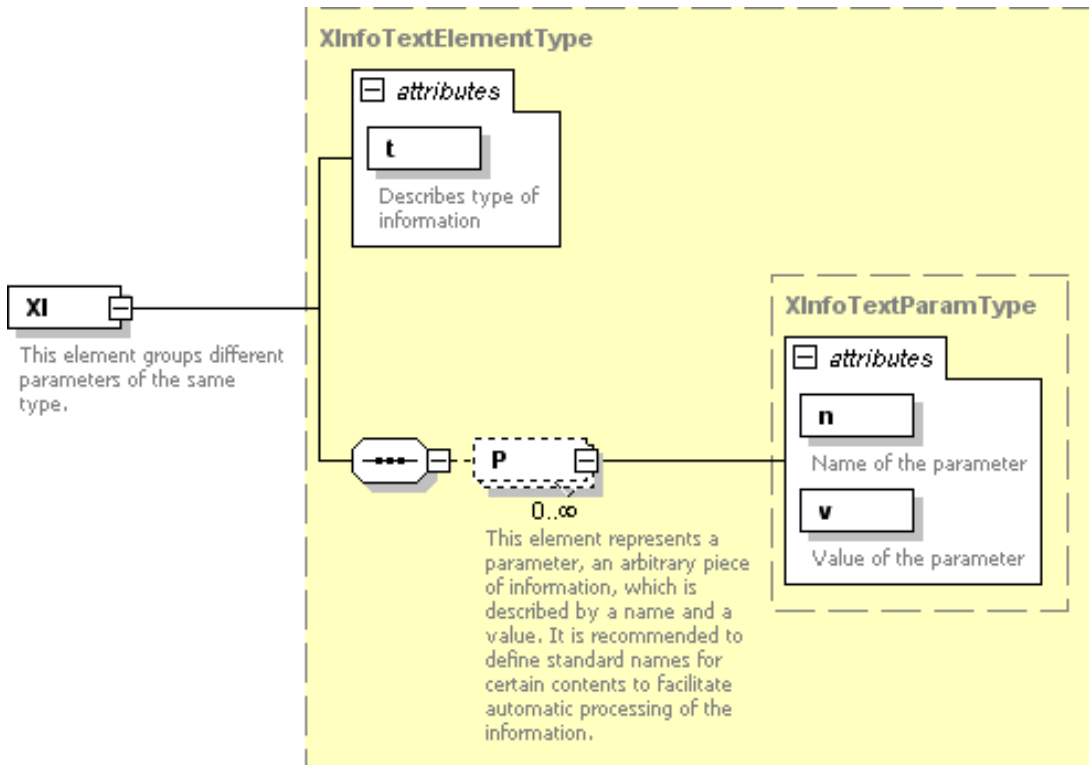 XInfoTextElementType
attributes
t
Describes type of
information
XI
This element groups different
parameters of the same
type.
P
0..∞
This element represents a
parameter, an arbitrary piece
of information, which is
described by a name and a
value. It is recommended to
define standard names for
certain contents to facilitate
automatic processing of the
information.
XInfoTextParamType
attributes
n
Name of the parameter
v
Value of the parameter